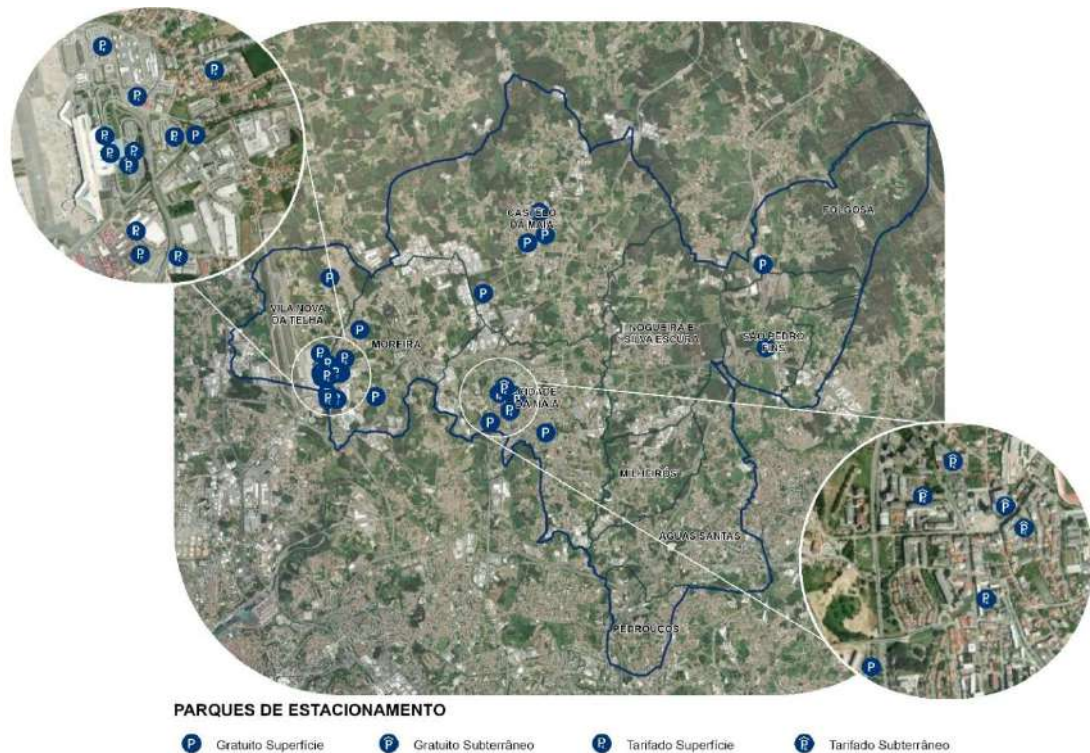 FOLGOSA
CASTELO
DA MAIA
VILA NOVA
DA TELHA
MOREIRA
NOGUEIRA E
SILVA ESCURA
SÃO PEDRO
FINS
CIDADE
DA MAIA
MILHEIRÓS
ÁGUAS SANTAS
PEDROUÇOS
PARQUES DE ESTACIONAMENTO
P Gratuito Superfície
P Gratuito Subterrâneo
P Tarifado Superfície
P Tarifado Subterrâneo